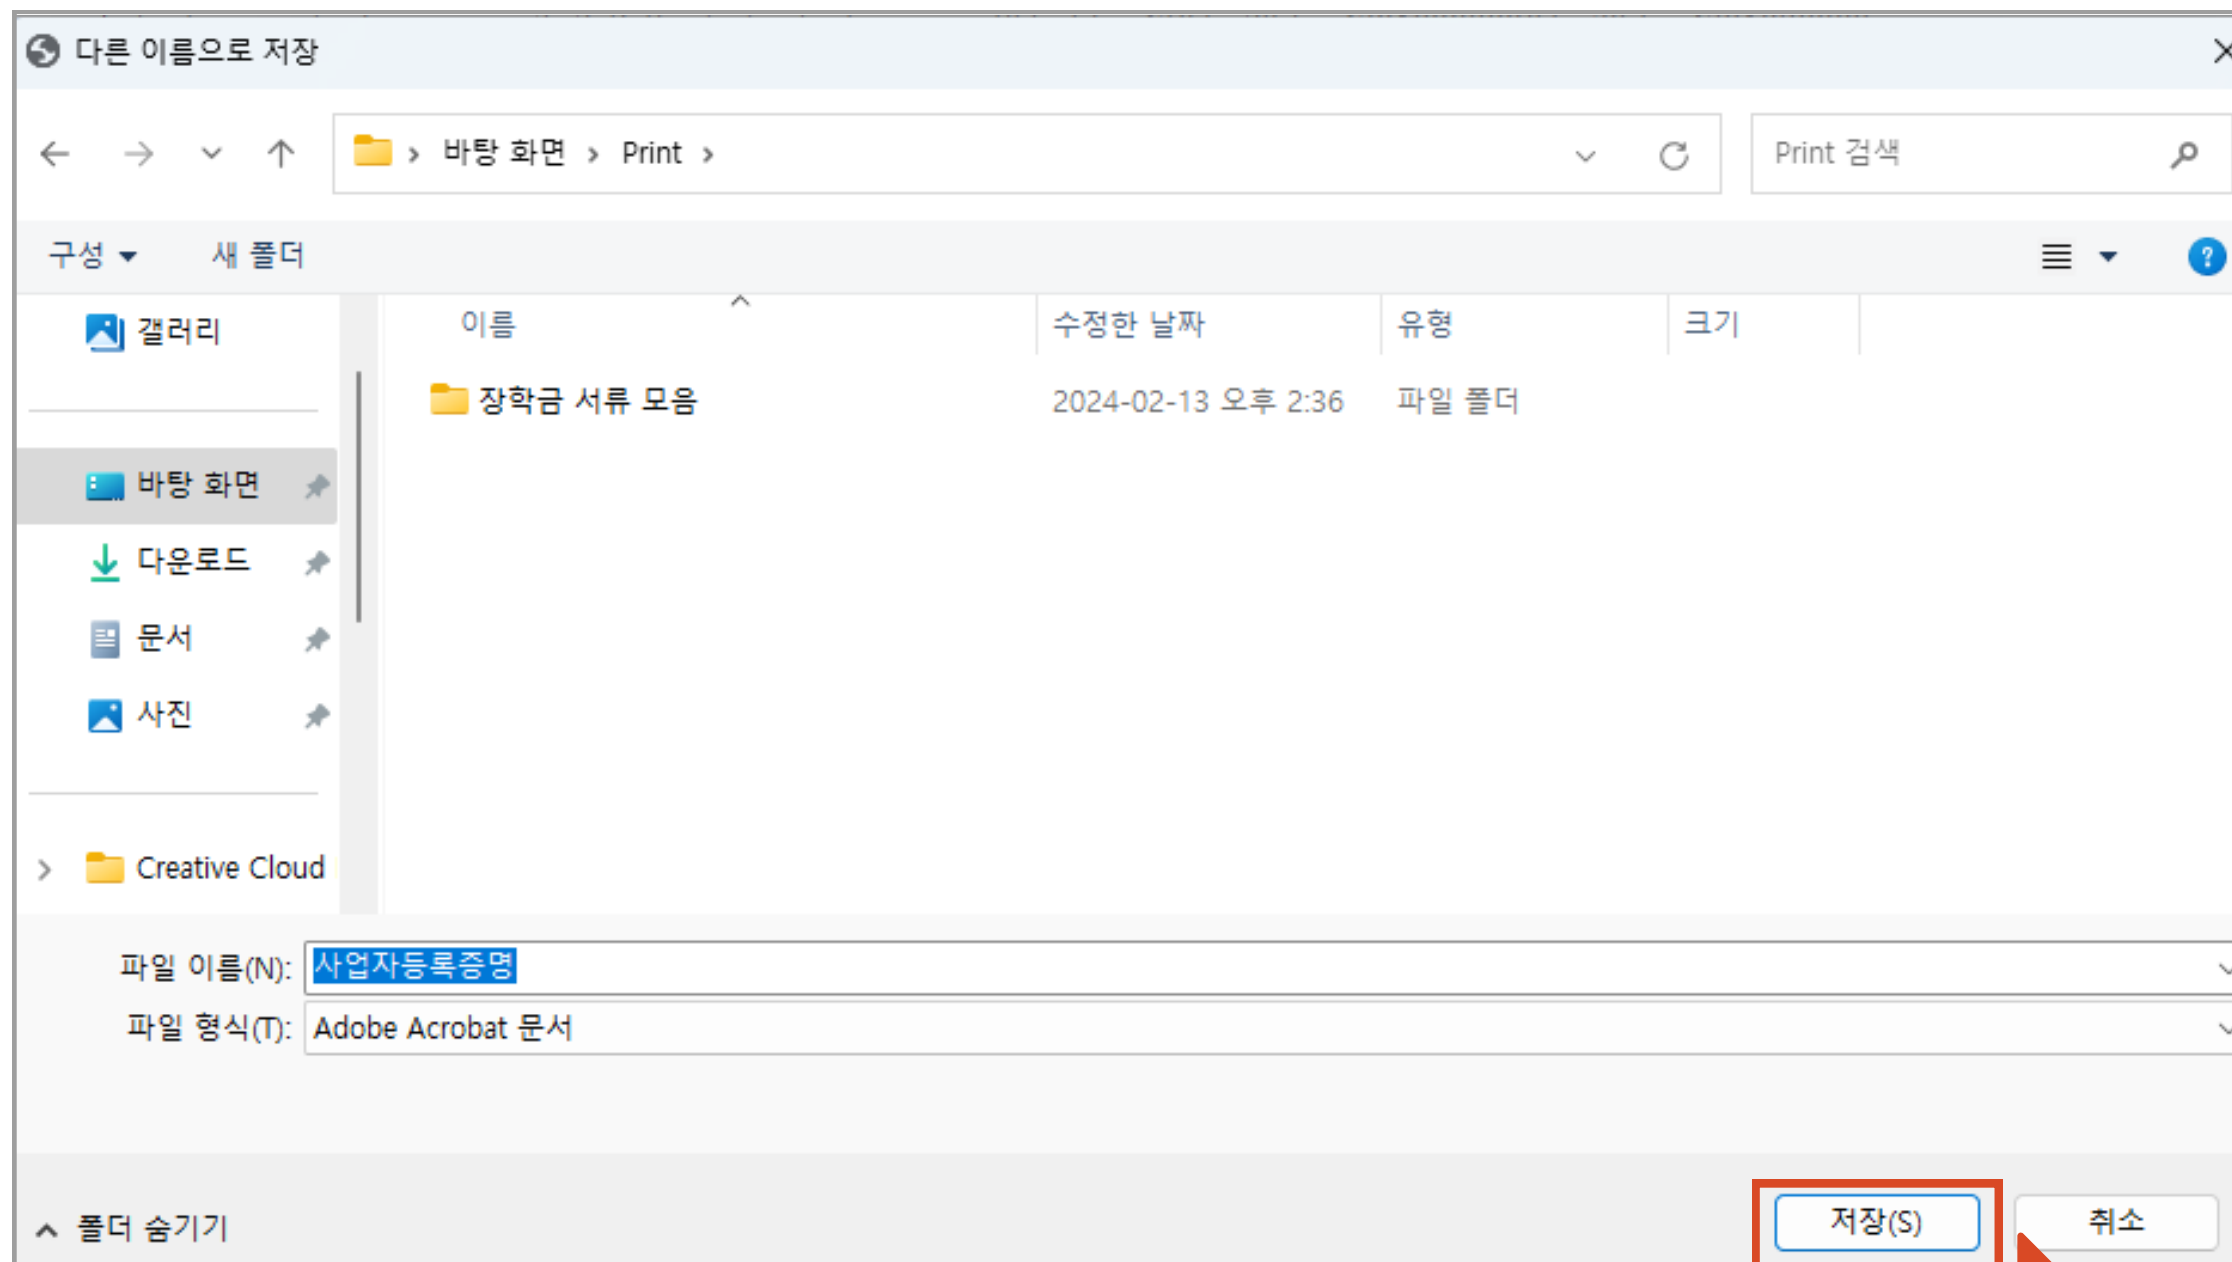 다른 이름으로 저장
바탕 화면 Print
Print 검색
구성 새 폴더
갤러리
바탕 화면
다운로드
문서
사진
Creative Cloud
이름 수정한 날짜 유형 크기
장학금 서류 모음 2024-02-13 오후 2:36 파일 폴더
파일 이름(N): 사업자등록증명
파일 형식(T): Adobe Acrobat 문서
폴더 숨기기
저장(S) 취소